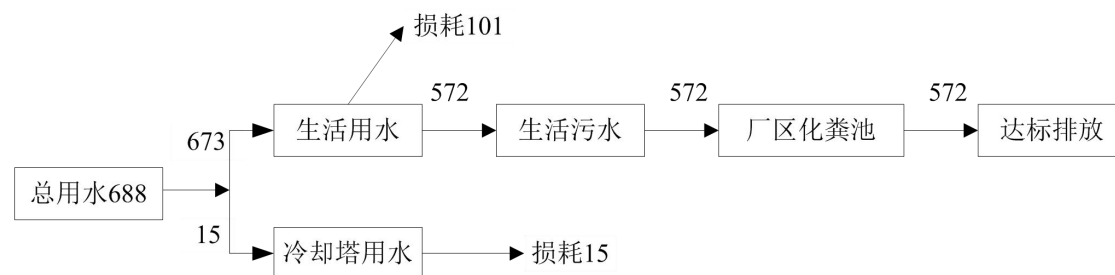 损耗101
572
572
572
673
生活用水
生活污水
厂区化粪池
达标排放
总用水688
15
冷却塔用水
损耗15